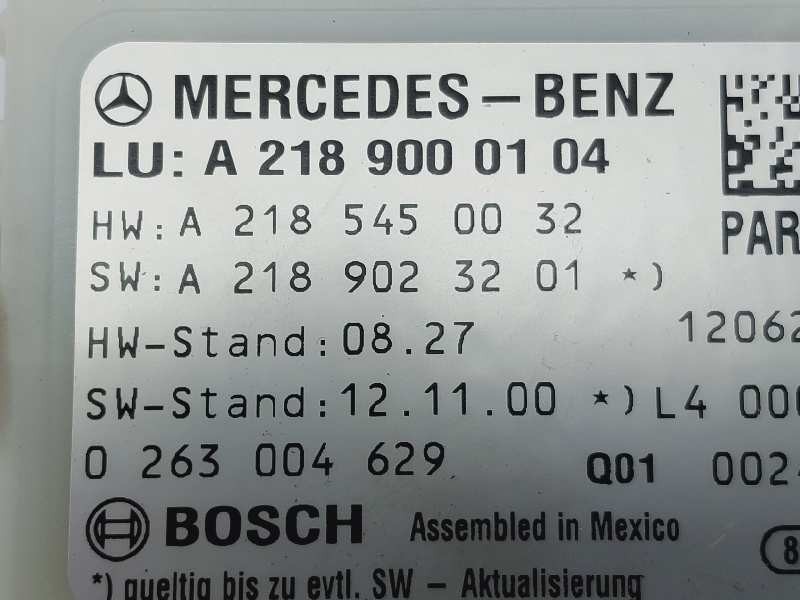 MERCEDES-BENZ
LU: A 218 900 01 04
HW: A 218 545 00 32
PAR
SW: A 218 902 32 01 *)
HW-Stand: 08.27
SW-Stand: 12.11.00 *) L4
0 263 004 629 Q01
BOSCH Assembled in Mexico
8
*) gueltig bis zu evtl. SW - Aktualisierung